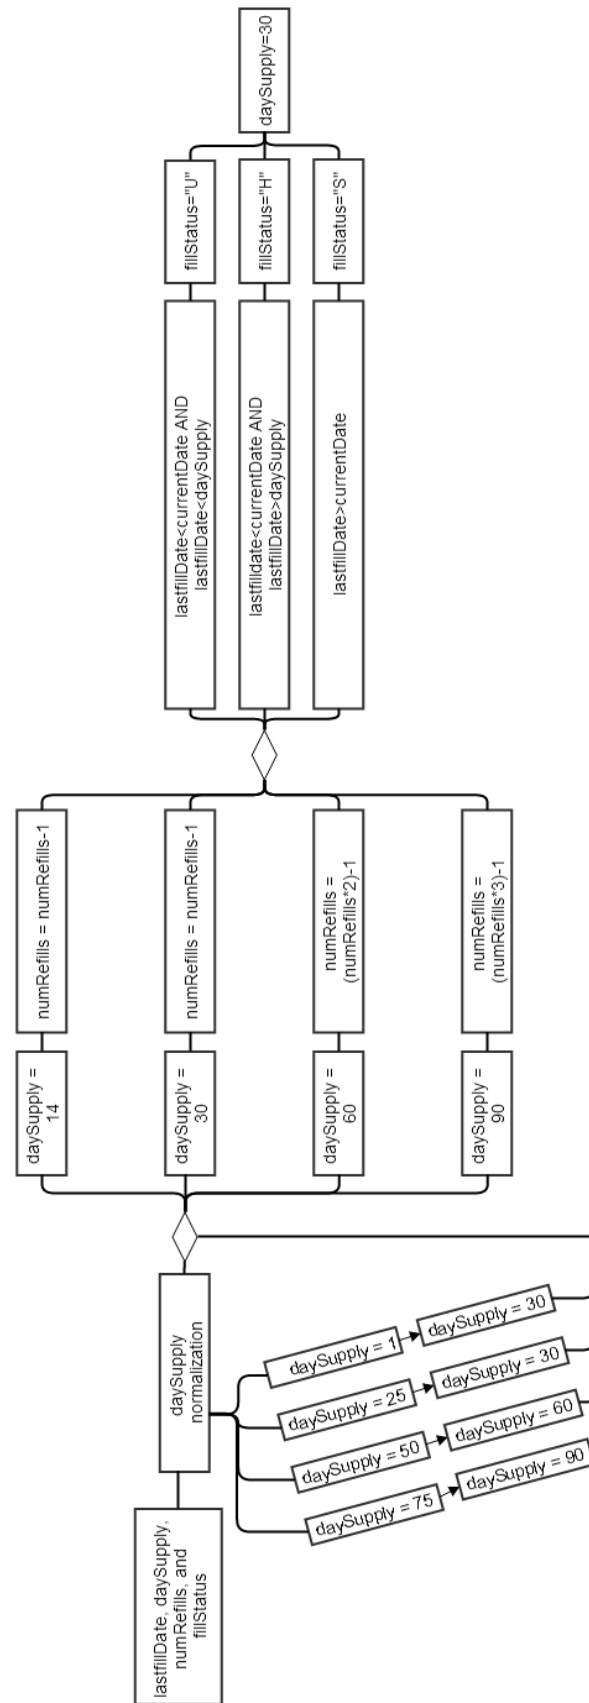 lastfillDate, daySupply,
numRefills, and
fillStatus
daySupply
normalization
daySupply = 1
daySupply = 30
daySupply = 25
daySupply = 30
daySupply = 50
daySupply = 60
daySupply = 75
daySupply = 90
daySupply =
14
daySupply =
30
daySupply =
60
daySupply =
90
numRefills = numRefills-1
numRefills = numRefills-1
numRefills =
(numRefills*2)-1
numRefills =
(numRefills*3)-1
lastfillDate<currentDate AND
lastfillDate<daySupply
lastfilldate<currentDate AND
lastfillDate>daySupply
lastfillDate>currentDate
fillStatus="U"
fillStatus="H"
fillStatus="S"
daySupply=30